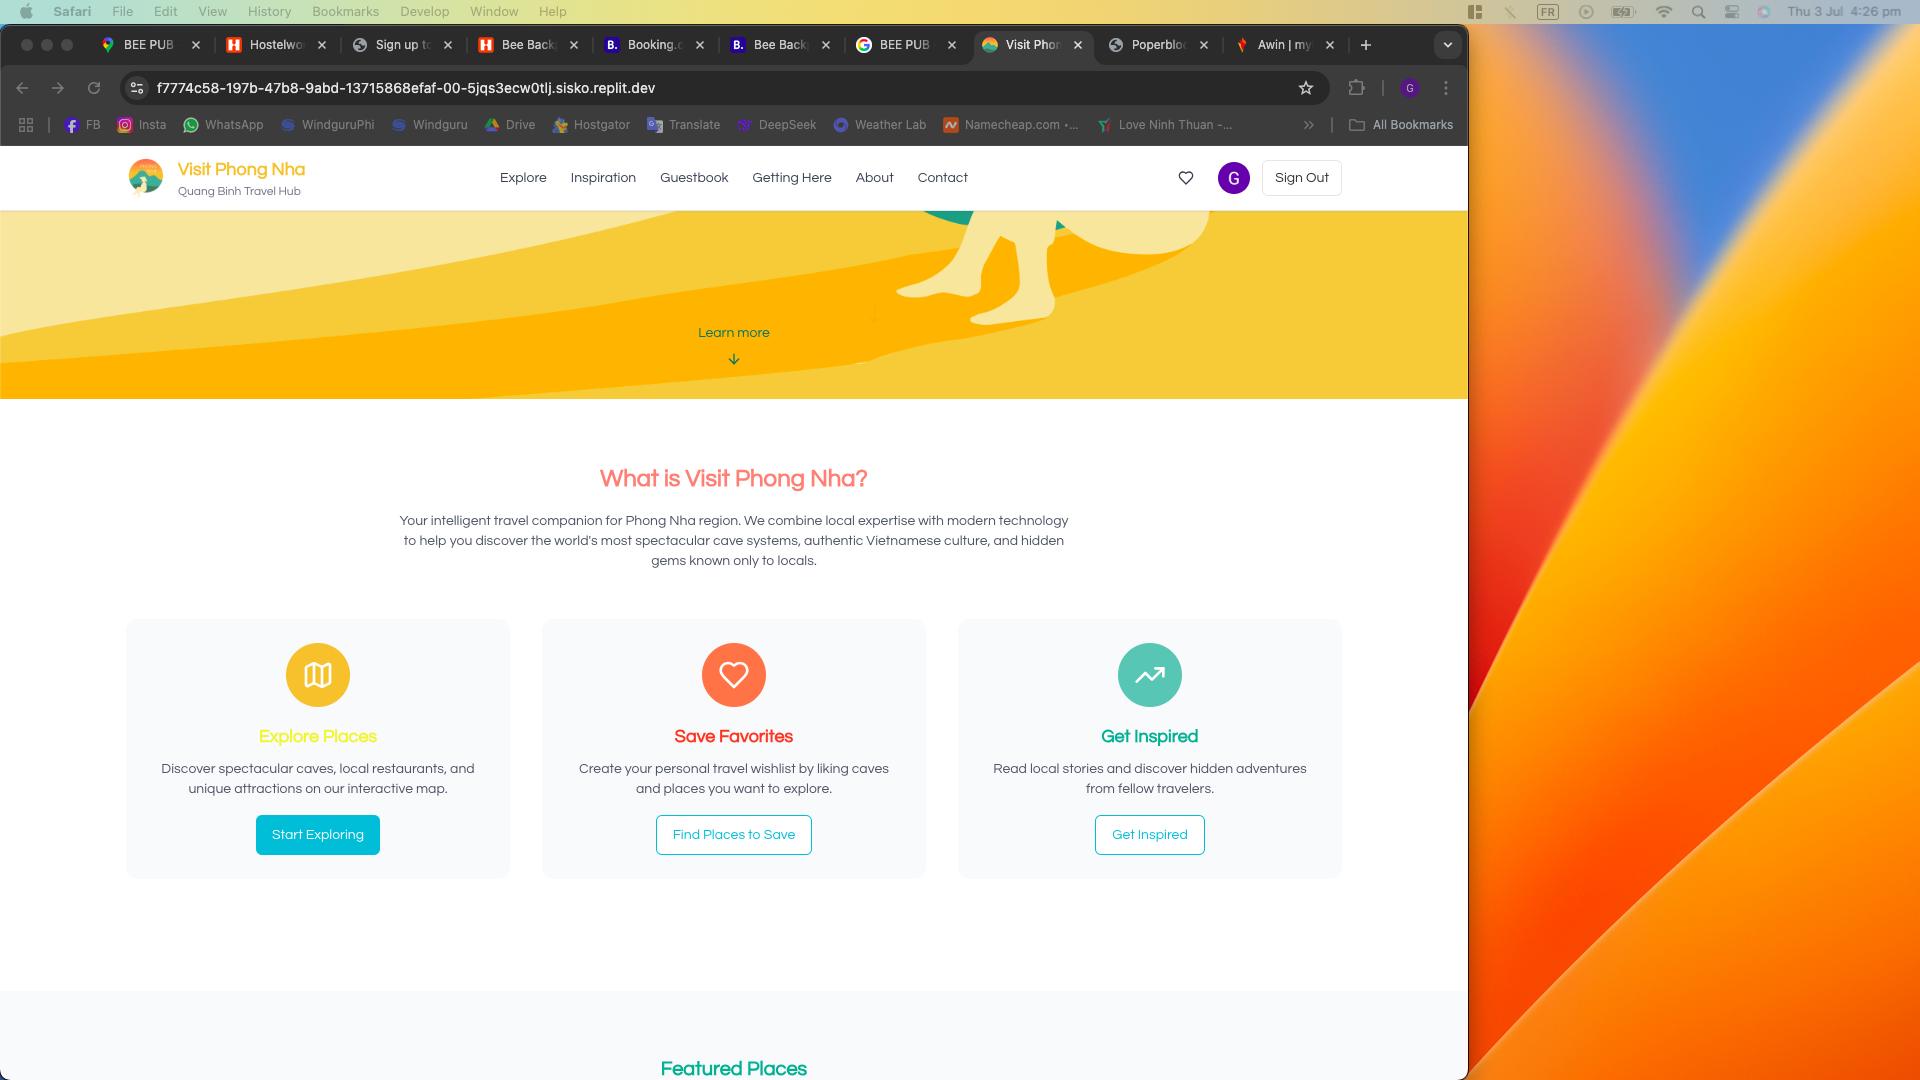 Safari File Edit View History Bookmarks Develop Window Help FR Thu 3 Jul 4:26 pm
BEE PUB Hostelwo Sign up to Bee Back Booking.c Bee Back BEE PUB Visit Phon Poperbloc Awin | my
f7774c58-197b-47b8-9abd-13715868efaf-00-5jqs3ecw0tlj.sisko.replit.dev G
FB Insta WhatsApp WindguruPhi Windguru Drive Hostgator Translate DeepSeek Weather Lab Namecheap.com •... Love Ninh Thuan -... All Bookmarks
Visit Phong Nha
Quang Binh Travel Hub
Explore Inspiration Guestbook Getting Here About Contact G Sign Out
Learn more
What is Visit Phong Nha?
Your intelligent travel companion for Phong Nha region. We combine local expertise with modern technology
to help you discover the world's most spectacular cave systems, authentic Vietnamese culture, and hidden
gems known only to locals.
Explore Places
Discover spectacular caves, local restaurants, and
unique attractions on our interactive map.
Start Exploring
Save Favorites
Create your personal travel wishlist by liking caves
and places you want to explore.
Find Places to Save
Get Inspired
Read local stories and discover hidden adventures
from fellow travelers.
Get Inspired
Featured Places